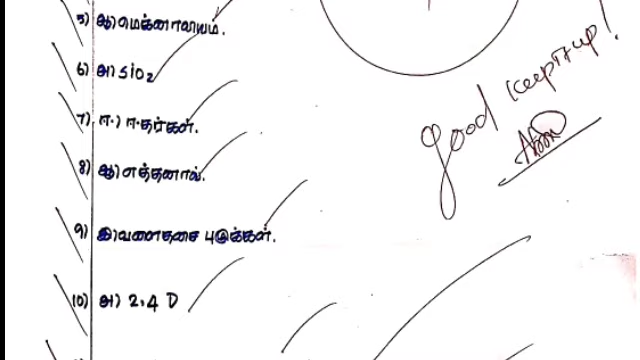 5) ஆ) மெக்னீசியம்.
6) அ) SiO2
7) ஈ) ஈதர்கள்.
8) ஆ) எத்தனால்.
9) இ) வளைதசை புழுக்கள்.
10) அ) 2.4 D
good keep it up!